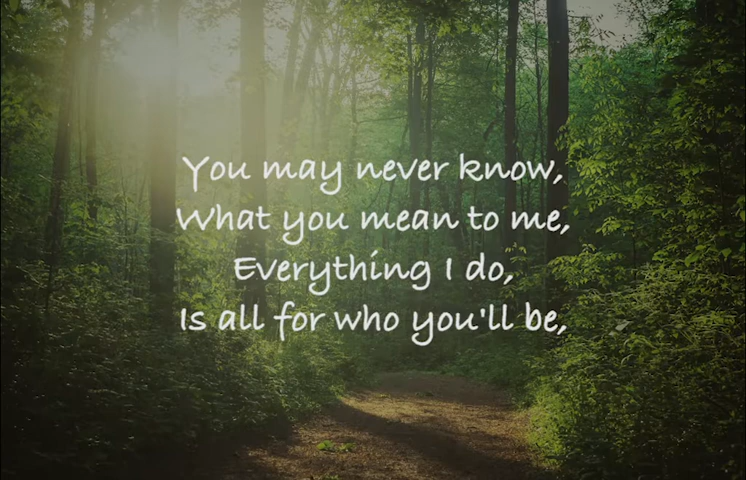 You may never know,
What you mean to me,
Everything I do,
Is all for who you'll be,